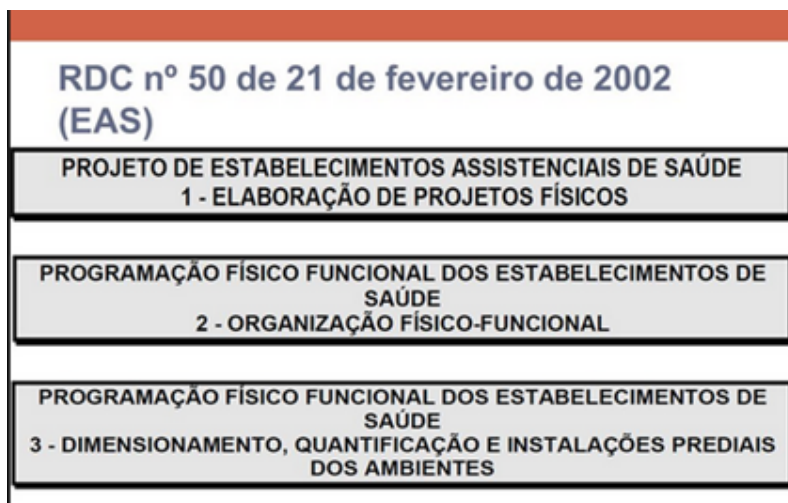 RDC nº 50 de 21 de fevereiro de 2002
(EAS)
PROJETO DE ESTABELECIMENTOS ASSISTENCIAIS DE SAÚDE
1 - ELABORAÇÃO DE PROJETOS FÍSICOS
PROGRAMAÇÃO FÍSICO FUNCIONAL DOS ESTABELECIMENTOS DE
SAÚDE
2 - ORGANIZAÇÃO FÍSICO-FUNCIONAL
PROGRAMAÇÃO FÍSICO FUNCIONAL DOS ESTABELECIMENTOS DE
SAÚDE
3 - DIMENSIONAMENTO, QUANTIFICAÇÃO E INSTALAÇÕES PREDIAIS
DOS AMBIENTES